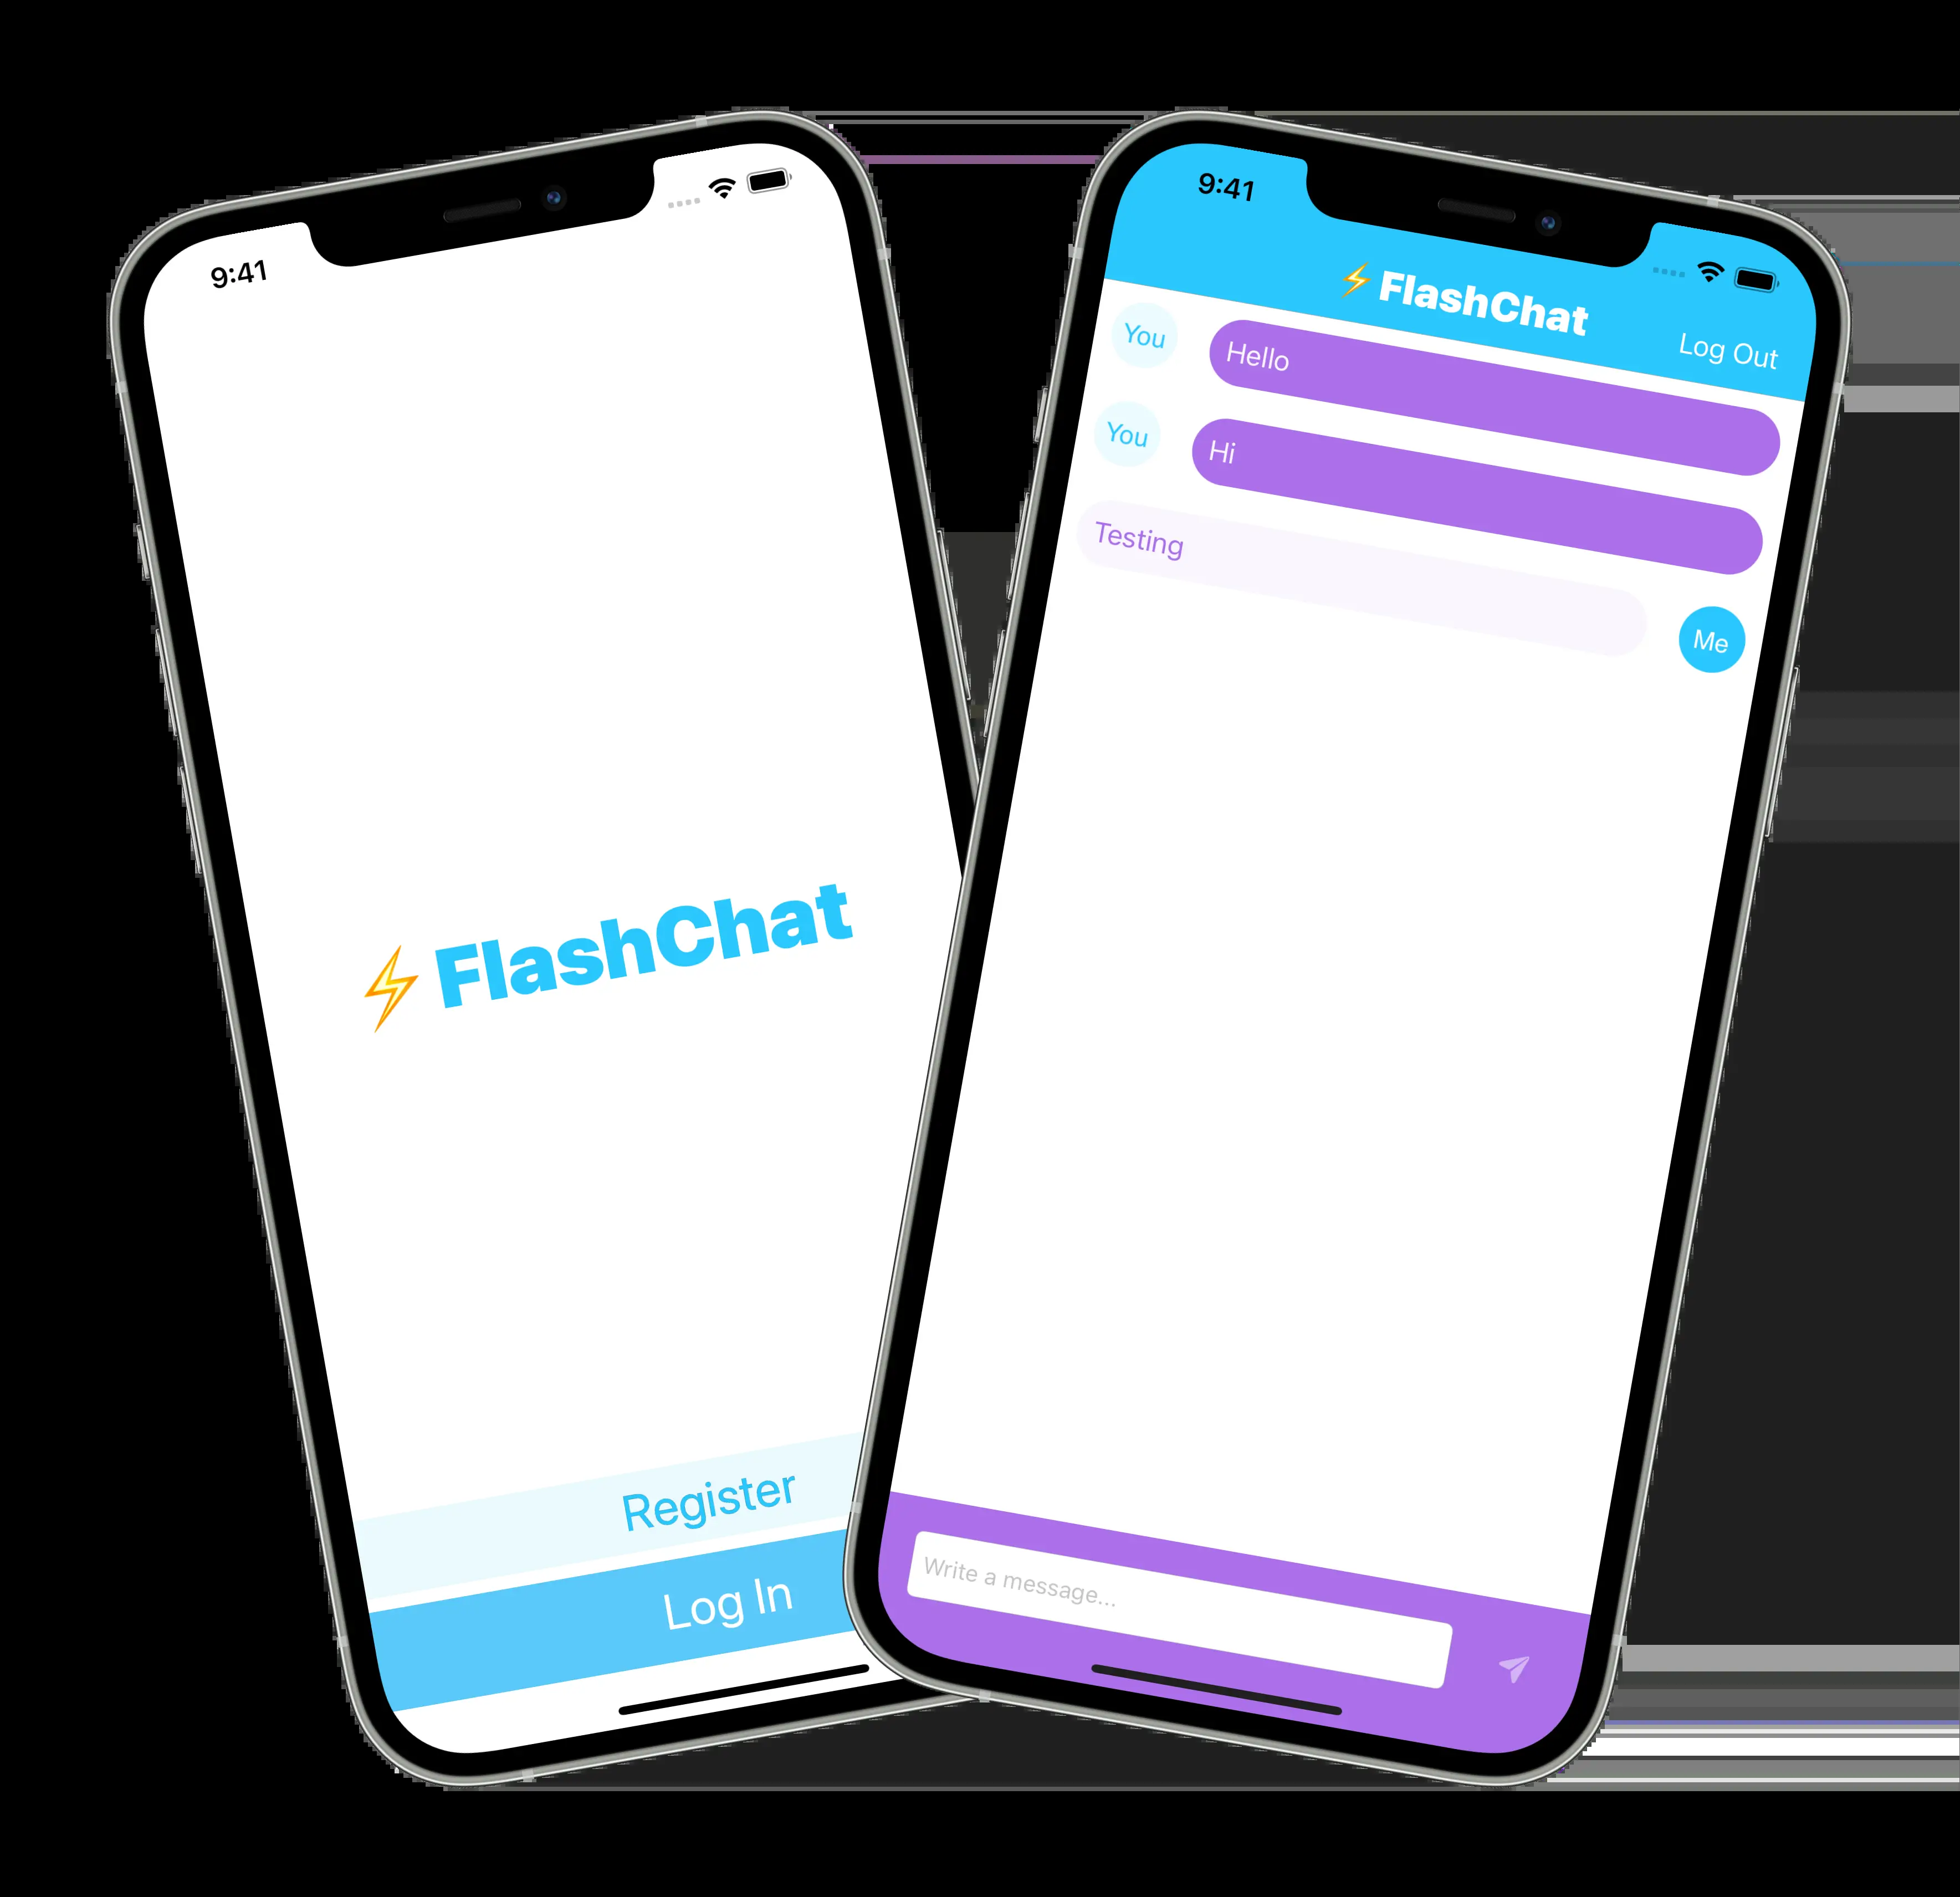 9:41
⚡FlashChat
Register
Log In
9:41
⚡FlashChat
Log Out
You
Hello
You
Hi
Testing
Me
Write a message...